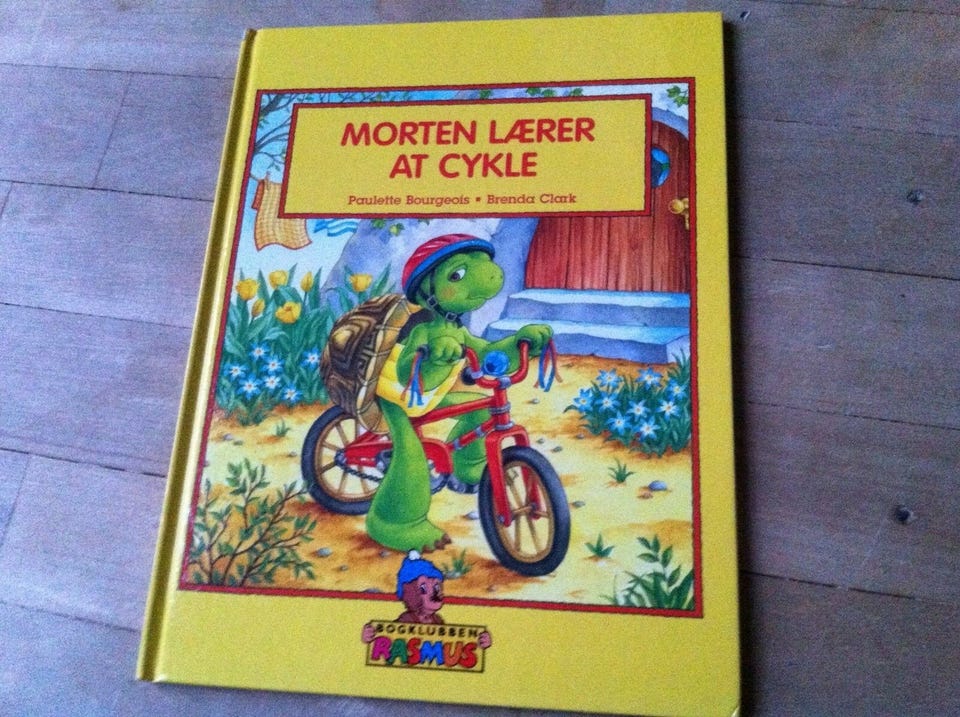 MORTEN LÆRER
AT CYKLE
Paulette Bourgeois ▪ Brenda Clark
BOGKLUBBEN
RASMUS